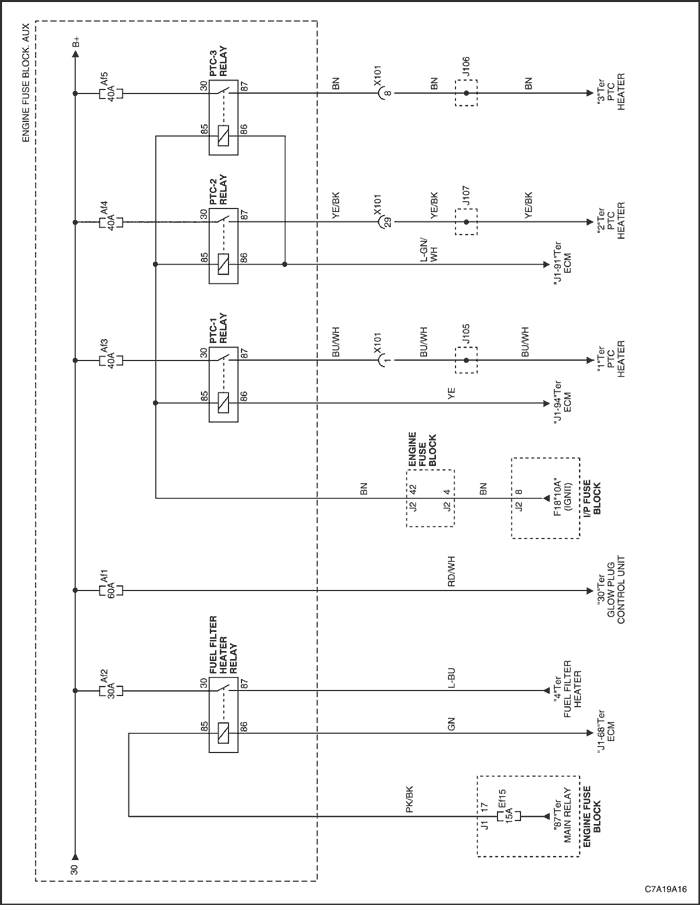 ENGINE FUSE BLOCK. AUX
30
B+
Af2
30A
Af1
60A
Af3
40A
Af4
40A
Af5
40A
FUEL FILTER
HEATER
RELAY
85
30
86
87
PTC-1
RELAY
85
30
86
87
PTC-2
RELAY
85
30
86
87
PTC-3
RELAY
85
30
86
87
PK/BK
GN
L-BU
RD/WH
BN
YE
BU/WH
L-GN/
WH
YE/BK
BN
X101
1
X101
29
X101
8
BU/WH
YE/BK
BN
J105
J107
J106
BU/WH
YE/BK
BN
ENGINE
FUSE
BLOCK
J2
42
J2
4
BN
J2
8
F18"10A"
(IGNII)
I/P FUSE
BLOCK
J1
17
Ef15
15A
"87"Ter
MAIN RELAY
ENGINE FUSE
BLOCK
"J1-68"Ter
ECM
"4"Ter
FUEL FILTER
HEATER
"30"Ter
GLOW PLUG
CONTROL UNIT
"J1-94"Ter
ECM
"1"Ter
PTC
HEATER
"J1-91"Ter
ECM
"2"Ter
PTC
HEATER
"3"Ter
PTC
HEATER
C7A19A16